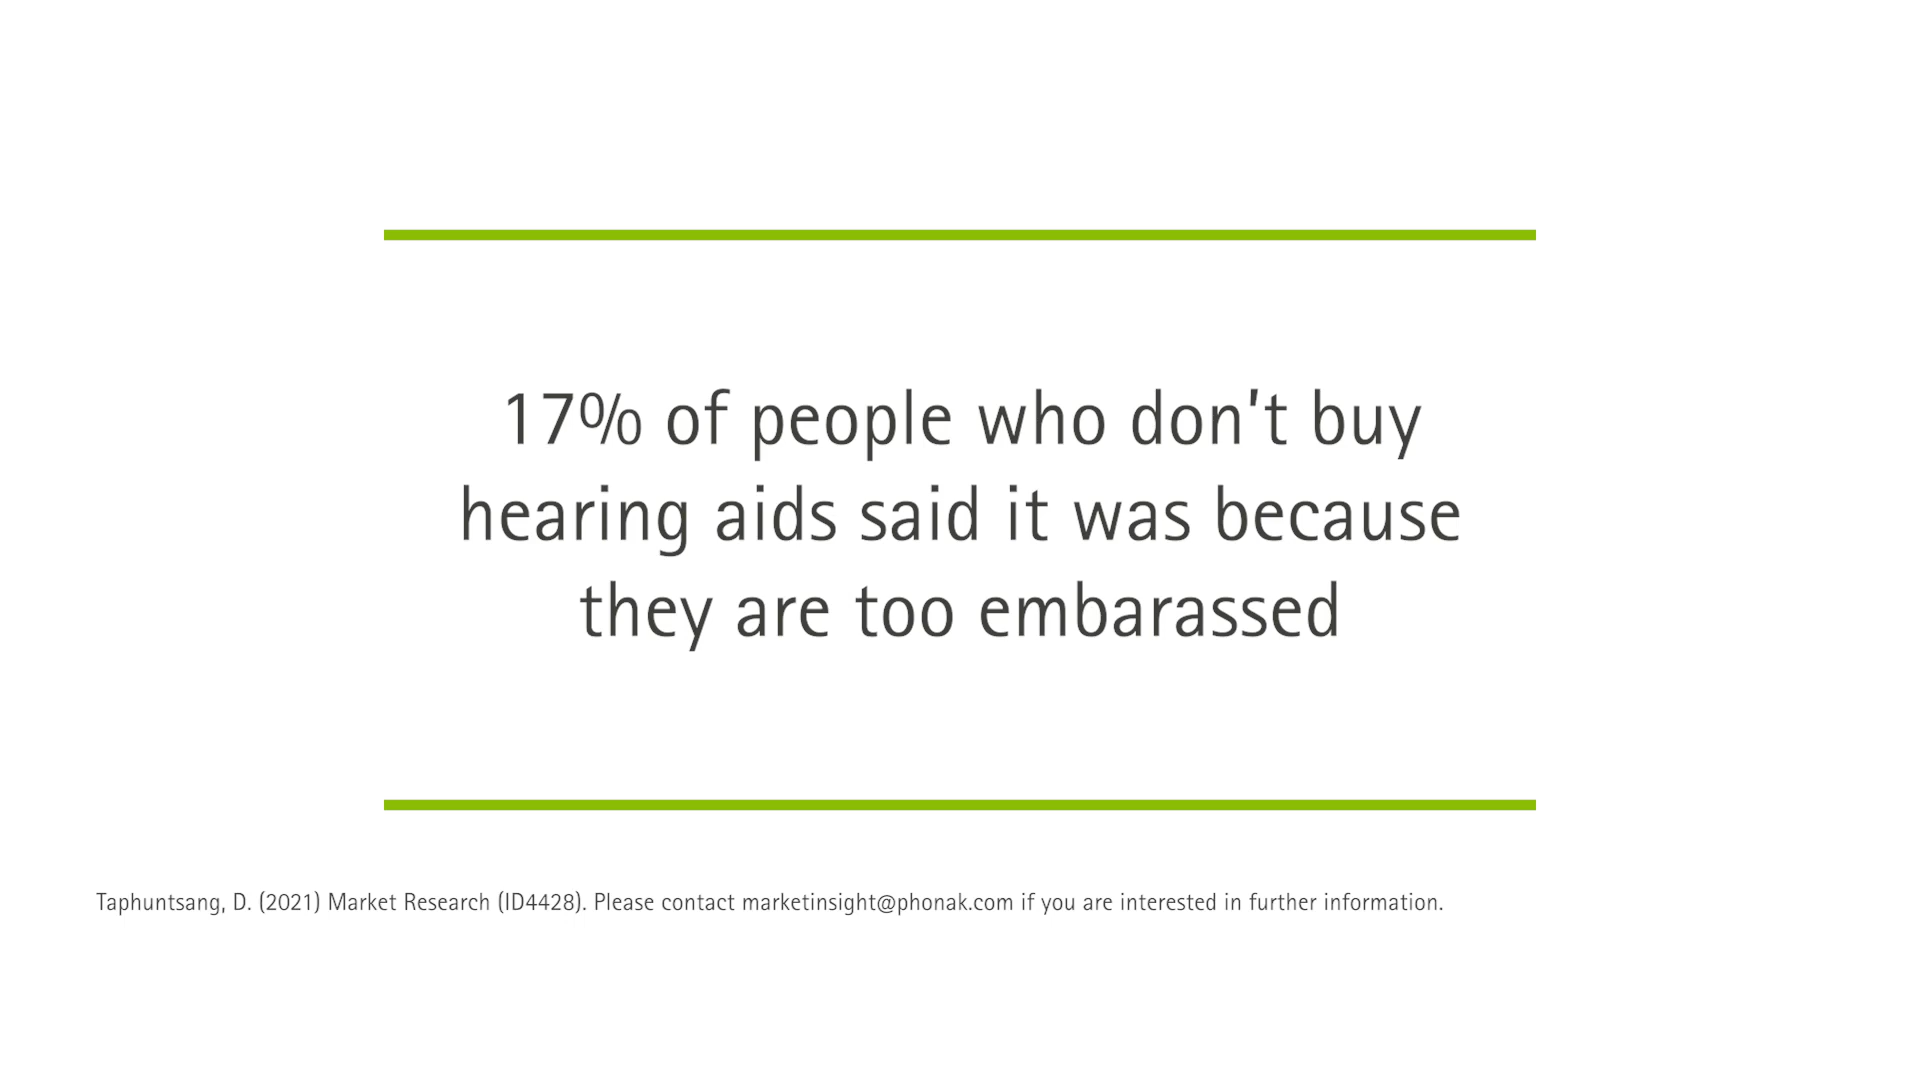 17% of people who don’t buy
hearing aids said it was because
they are too embarassed
Taphuntsang, D. (2021) Market Research (ID4428). Please contact marketinsight@phonak.com if you are interested in further information.